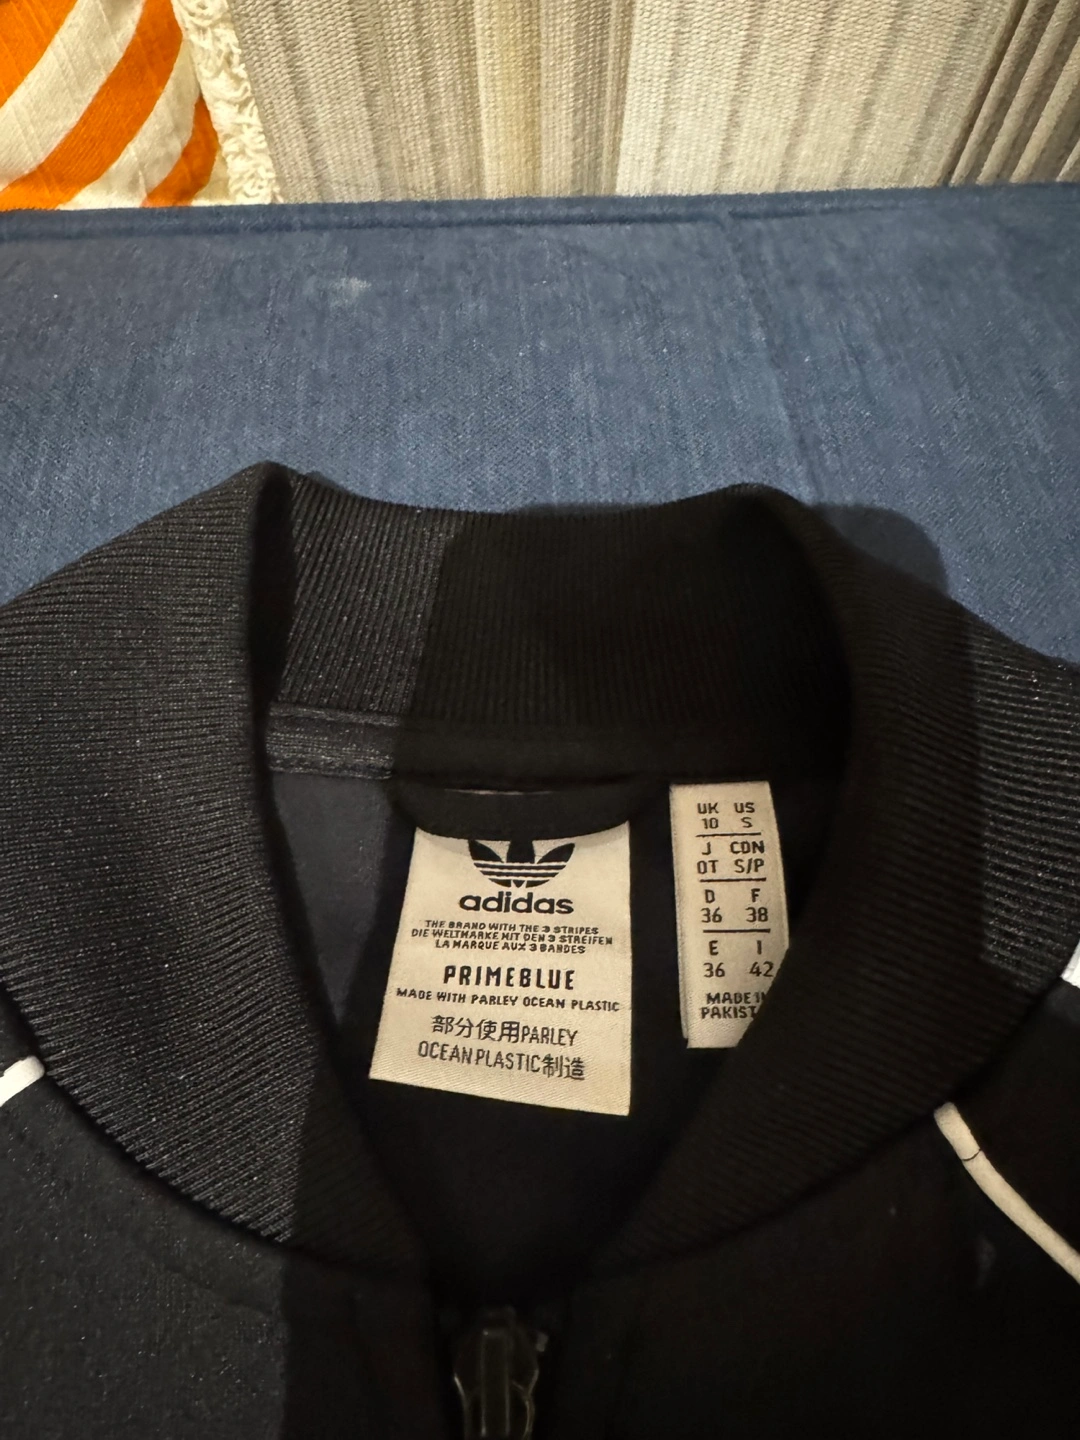 adidas
THE BRAND WITH THE 3 STRIPES
DIE WELTMARKE MIT DEN 3 STREIFEN
LA MARQUE AUX 3 BANDES
PRIMEBLUE
MADE WITH PARLEY OCEAN PLASTIC
部分使用PARLEY
OCEAN PLASTIC制造
UK US
10 S
J CDN
OT S/P
D F
36 38
E I
36 42
MADE IN
PAKIST